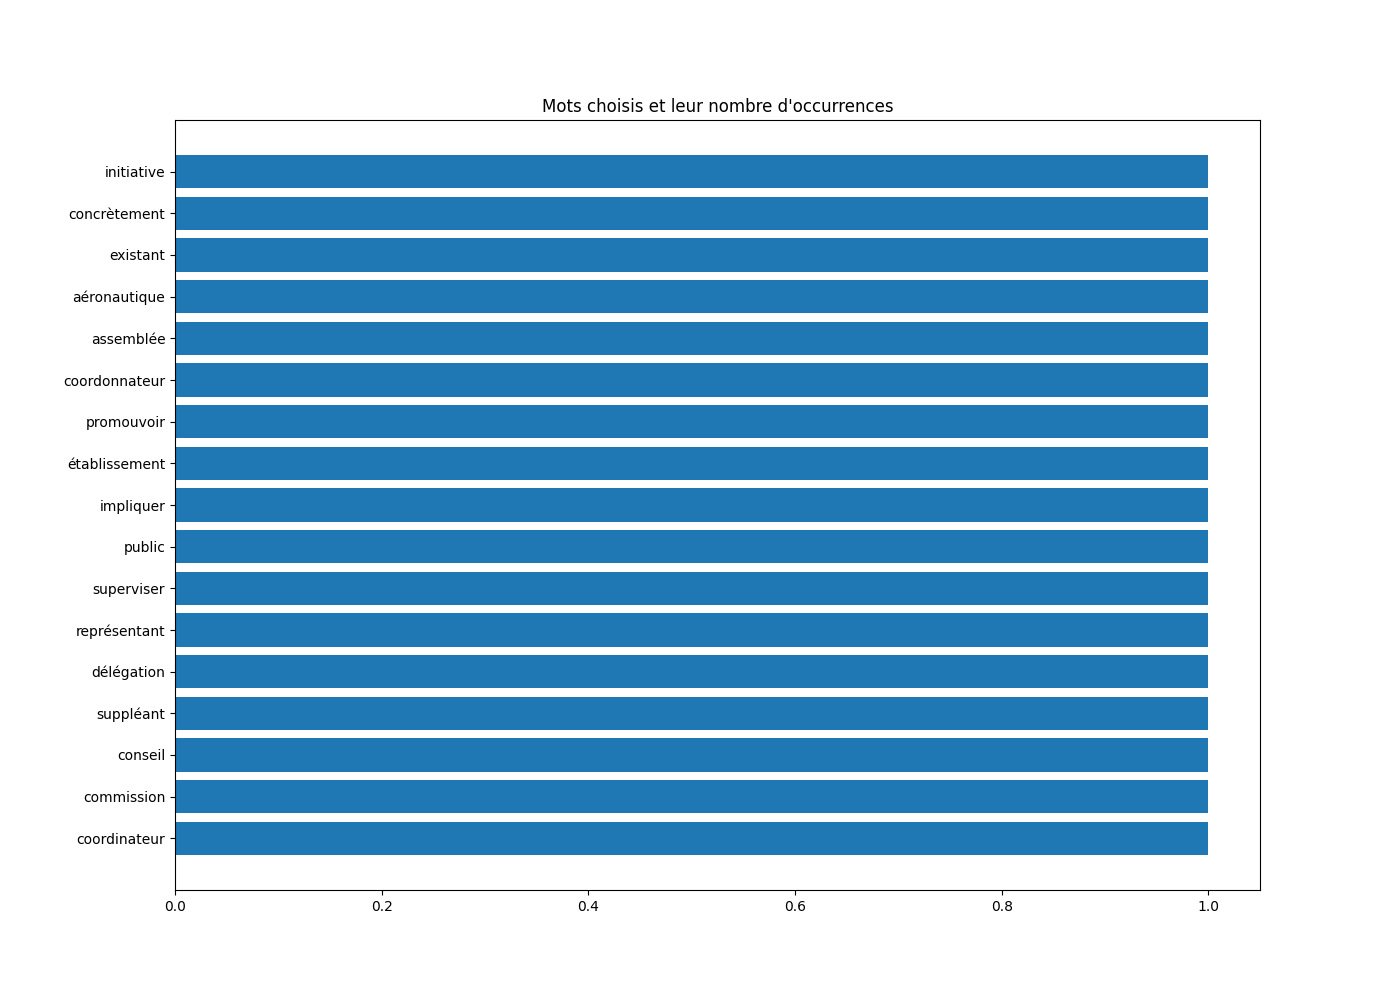 Mots choisis et leur nombre d'occurrences
initiative
concrètement
existant
aéronautique
assemblée
coordonnateur
promouvoir
établissement
impliquer
public
superviser
représentant
délégation
suppléant
conseil
commission
coordinateur
0.0 0.2 0.4 0.6 0.8 1.0